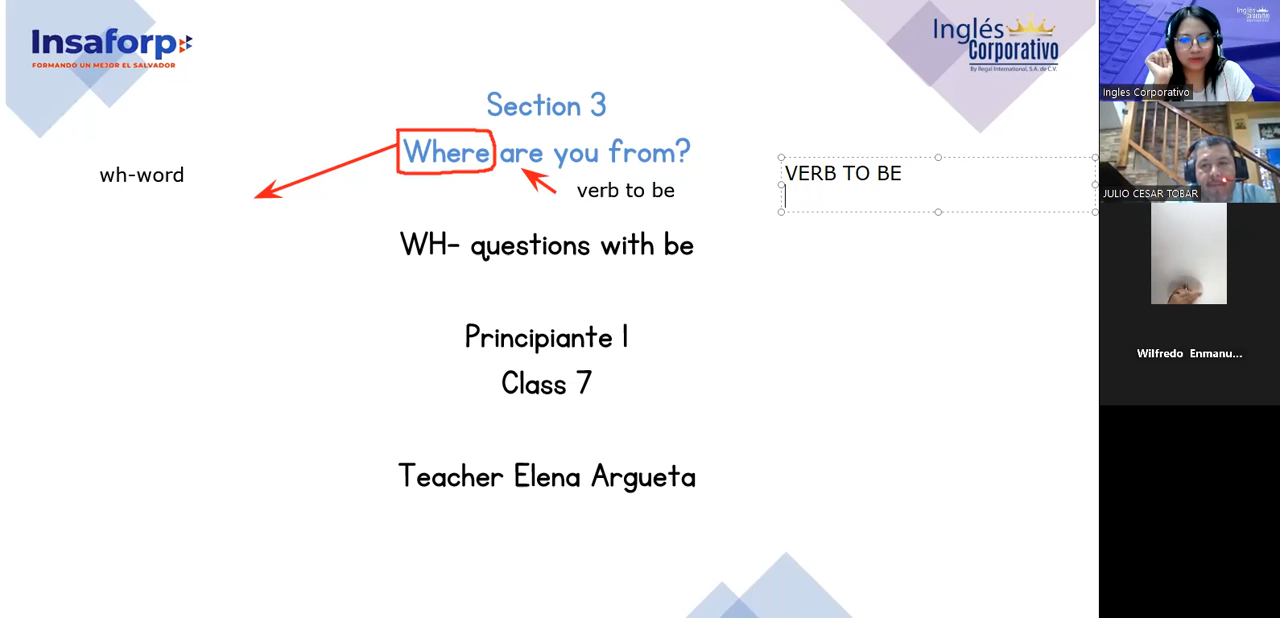 Insaforp
FORMANDO UN MEJOR EL SALVADOR
Inglés
Corporativo
By Regal International, S.A. de C.V.
Section 3
Where are you from?
wh-word
verb to be
VERB TO BE
WH- questions with be
Principiante 1
Class 7
Teacher Elena Argueta
Ingles Corporativo
JULIO CESAR TOBAR
Wilfredo Enmanu...